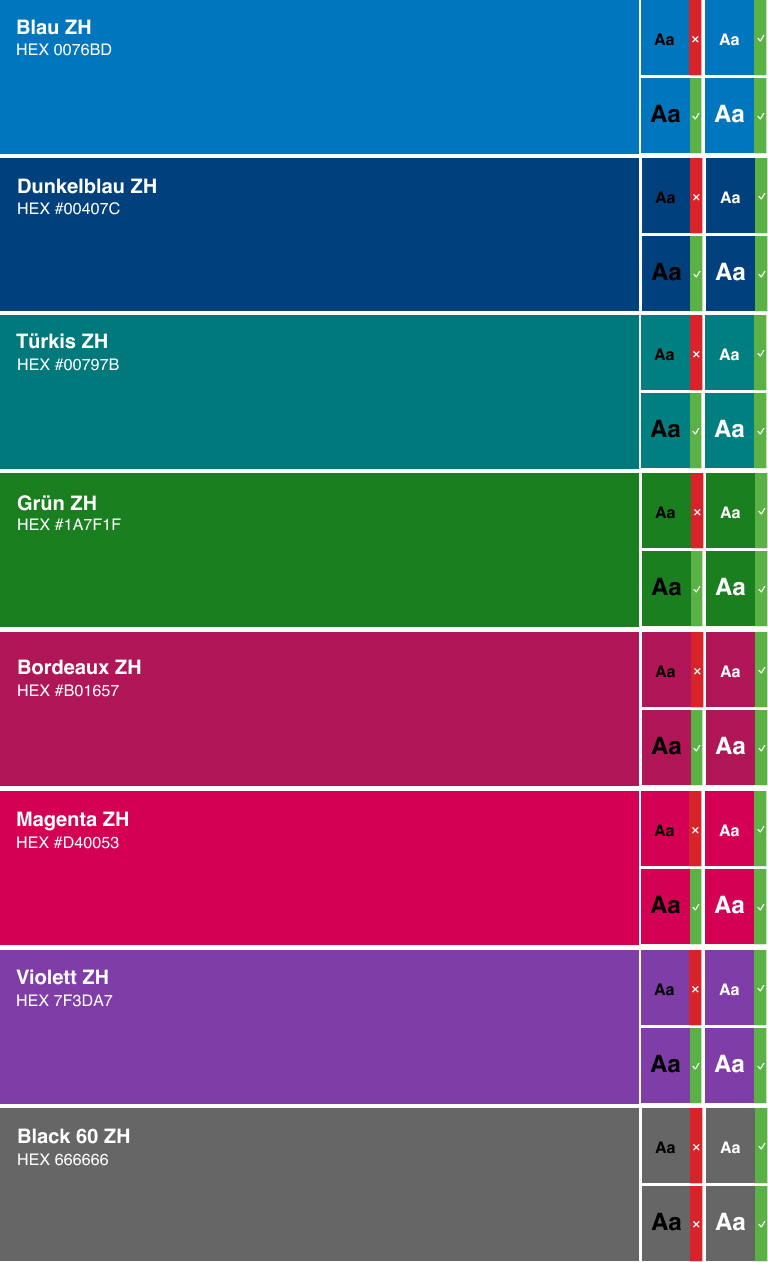 Blau ZH
HEX 0076BD
Aa Aa
Aa Aa
Dunkelblau ZH
HEX #00407C
Aa Aa
Aa Aa
Türkis ZH
HEX #00797B
Aa Aa
Aa Aa
Grün ZH
HEX #1A7F1F
Aa Aa
Aa Aa
Bordeaux ZH
HEX #B01657
Aa Aa
Aa Aa
Magenta ZH
HEX #D40053
Aa Aa
Aa Aa
Violett ZH
HEX 7F3DA7
Aa Aa
Aa Aa
Black 60 ZH
HEX 666666
Aa Aa
Aa Aa